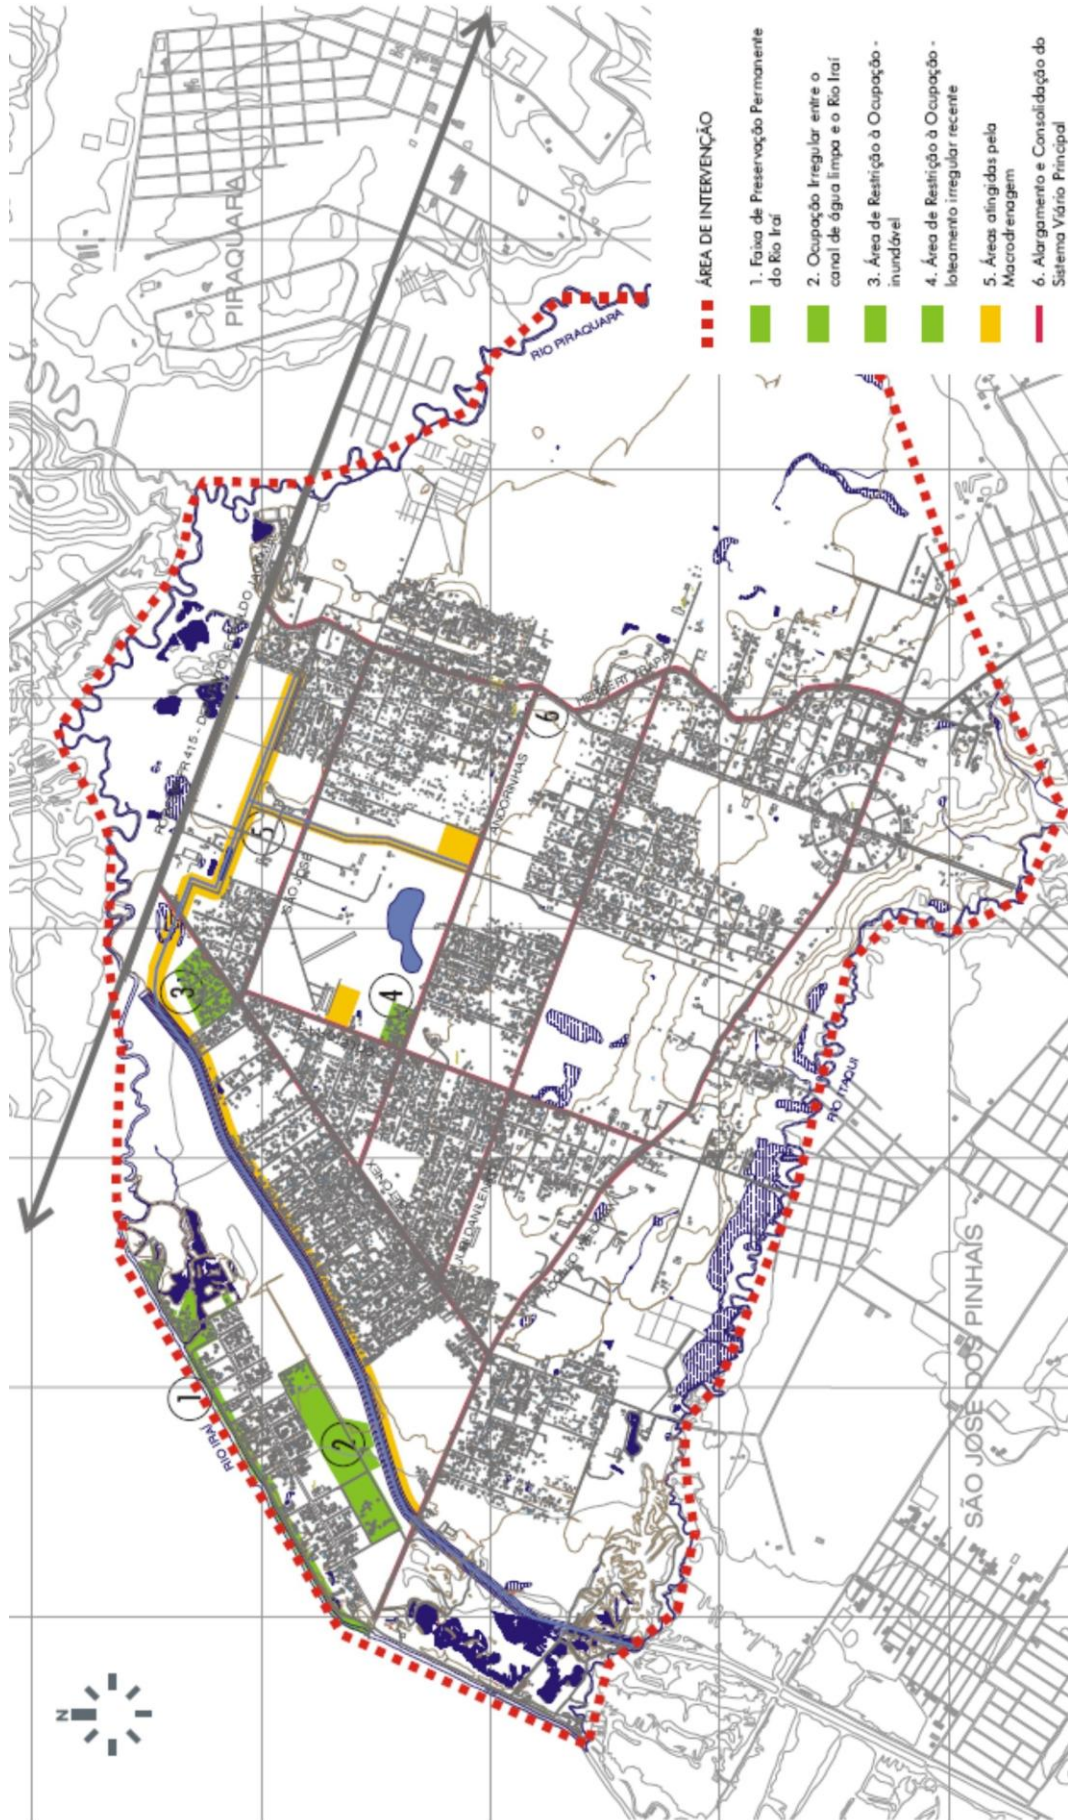 N
PIRAQUARA
RIO PIRAQUARA
SÃO JOSÉ
ANDORINHAS
RIO IRAÍ
RIO ITAQUI
SÃO JOSÉ DOS PINHAIS
1
2
3
4
5
6
ÁREA DE INTERVENÇÃO
1. Faixa de Preservação Permanente
do Rio Iraí
2. Ocupação Irregular entre o
canal de água limpa e o Rio Iraí
3. Área de Restrição à Ocupação -
inundável
4. Área de Restrição à Ocupação -
loteamento irregular recente
5. Áreas atingidas pela
Macrodrenagem
6. Alargamento e Consolidação do
Sistema Viário Principal